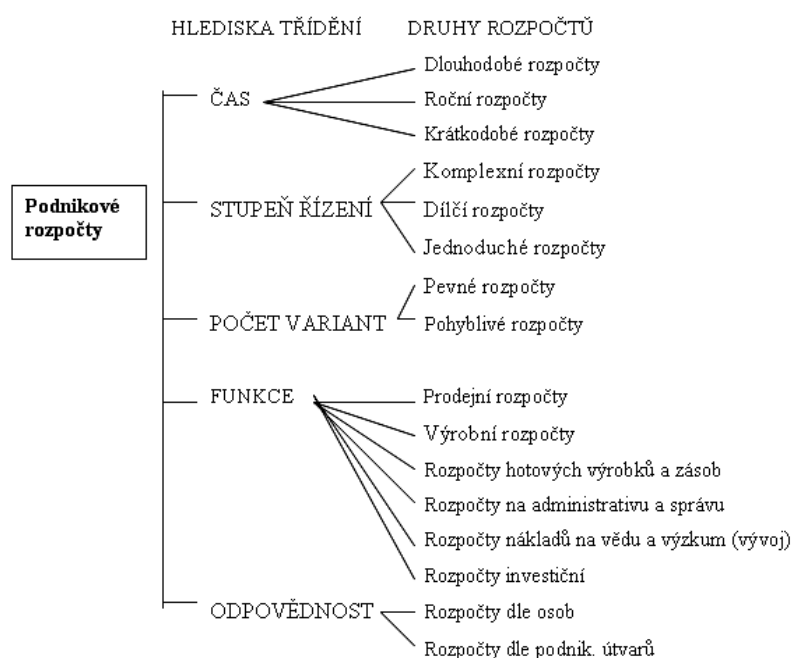 HLEDISKA TŘÍDĚNÍ DRUHY ROZPOČTŮ
Podnikové
rozpočty
ČAS
Dlouhodobé rozpočty
Roční rozpočty
Krátkodobé rozpočty
STUPEŇ ŘÍZENÍ
Komplexní rozpočty
Dílčí rozpočty
Jednoduché rozpočty
POČET VARIANT
Pevné rozpočty
Pohyblivé rozpočty
FUNKCE
Prodejní rozpočty
Výrobní rozpočty
Rozpočty hotových výrobků a zásob
Rozpočty na administrativu a správu
Rozpočty nákladů na vědu a výzkum (vývoj)
Rozpočty investiční
ODPOVĚDNOST
Rozpočty dle osob
Rozpočty dle podnik. útvarů